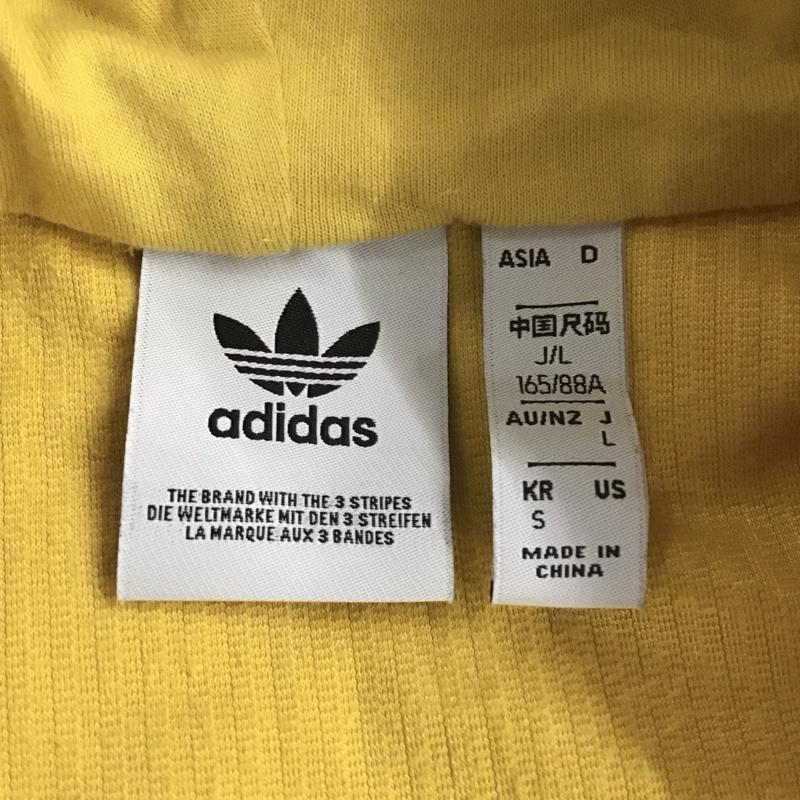 adidas
THE BRAND WITH THE 3 STRIPES
DIE WELTMARKE MIT DEN 3 STREIFEN
LA MARQUE AUX 3 BANDES
ASIA D
中国尺码
J/L
165/88A
AU/NZ J
L
KR US
S
MADE IN
CHINA